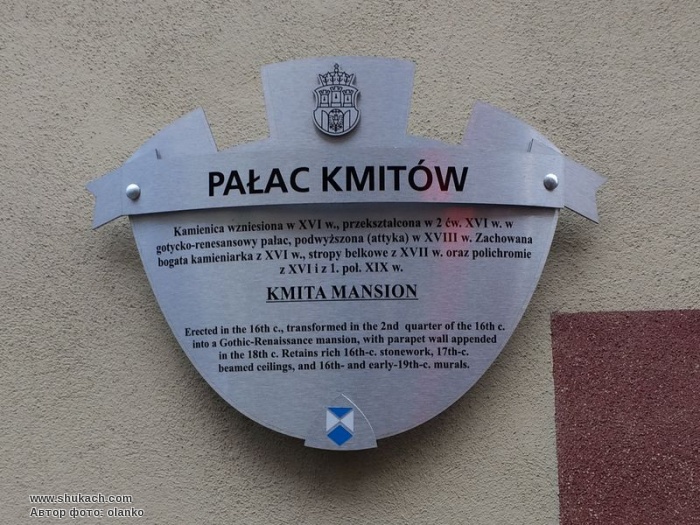 PAŁAC KMITÓW
Kamienica wzniesiona w XVI w., przekształcona w 2 ćw. XVI w. w
gotycko-renesansowy pałac, podwyższona (attyka) w XVIII w. Zachowana
bogata kamieniarka z XVI w., stropy belkowe z XVII w. oraz polichromie
z XVI i z 1. poł. XIX w.
KMITA MANSION
Erected in the 16th c., transformed in the 2nd quarter of the 16th c.
into a Gothic-Renaissance mansion, with parapet wall appended
in the 18th c. Retains rich 16th-c. stonework, 17th-c.
beamed ceilings, and 16th- and early-19th-c. murals.
www.shukach.com
Автор фото: olanko